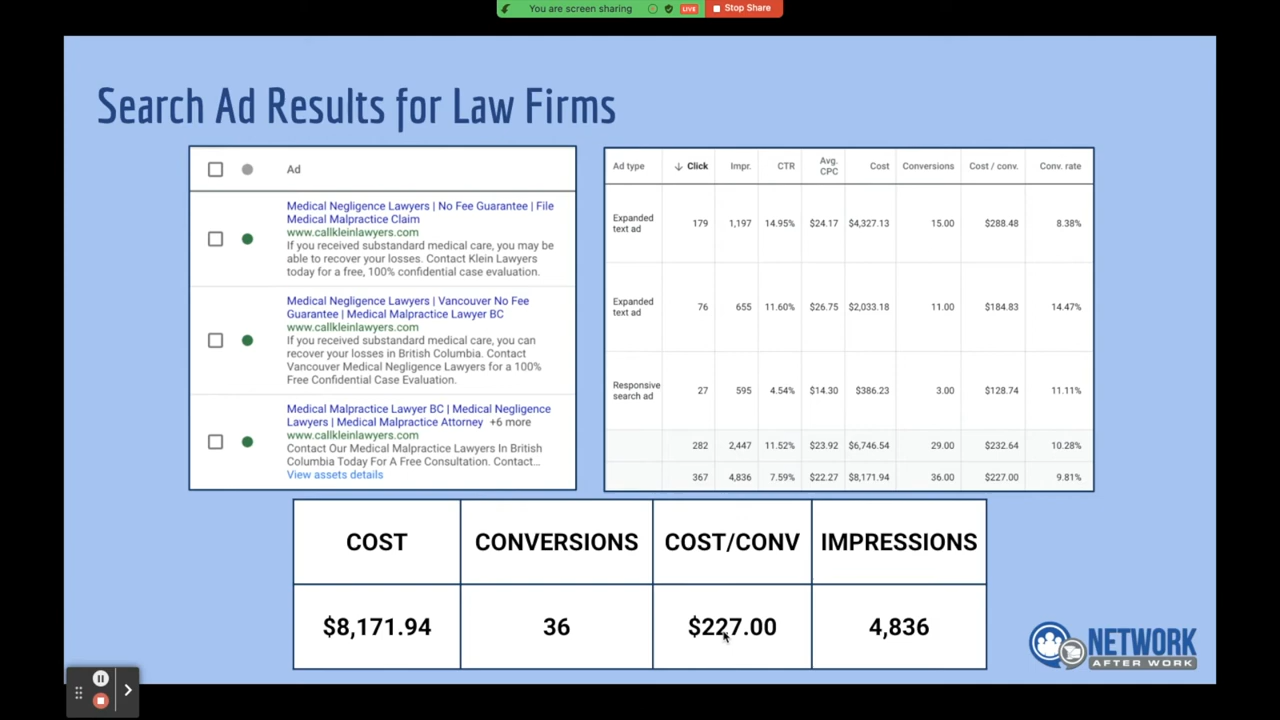 You are screen sharing LIVE Stop Share
Search Ad Results for Law Firms
Ad
Medical Negligence Lawyers | No Fee Guarantee | File
Medical Malpractice Claim
www.callkleinlawyers.com
If you received substandard medical care, you may be
able to recover your losses. Contact Klein Lawyers
today for a free, 100% confidential case evaluation.
Medical Negligence Lawyers | Vancouver No Fee
Guarantee | Medical Malpractice Lawyer BC
www.callkleinlawyers.com
If you received substandard medical care, you can
recover your losses in British Columbia. Contact
Vancouver Medical Negligence Lawyers for a 100%
Free Confidential Case Evaluation.
Medical Malpractice Lawyer BC | Medical Negligence
Lawyers | Medical Malpractice Attorney +6 more
www.callkleinlawyers.com
Contact Our Medical Malpractice Lawyers In British
Columbia Today For A Free Consultation. Contact...
View assets details
Ad type Click Impr. CTR Avg. CPC Cost Conversions Cost / conv. Conv. rate
Expanded text ad 179 1,197 14.95% $24.17 $4,327.13 15.00 $288.48 8.38%
Expanded text ad 76 655 11.60% $26.75 $2,033.18 11.00 $184.83 14.47%
Responsive search ad 27 595 4.54% $14.30 $386.23 3.00 $128.74 11.11%
282 2,447 11.52% $23.92 $6,746.54 29.00 $232.64 10.28%
367 4,836 7.59% $22.27 $8,171.94 36.00 $227.00 9.81%
COST CONVERSIONS COST/CONV IMPRESSIONS
$8,171.94 36 $227.00 4,836
NETWORK
AFTER WORK